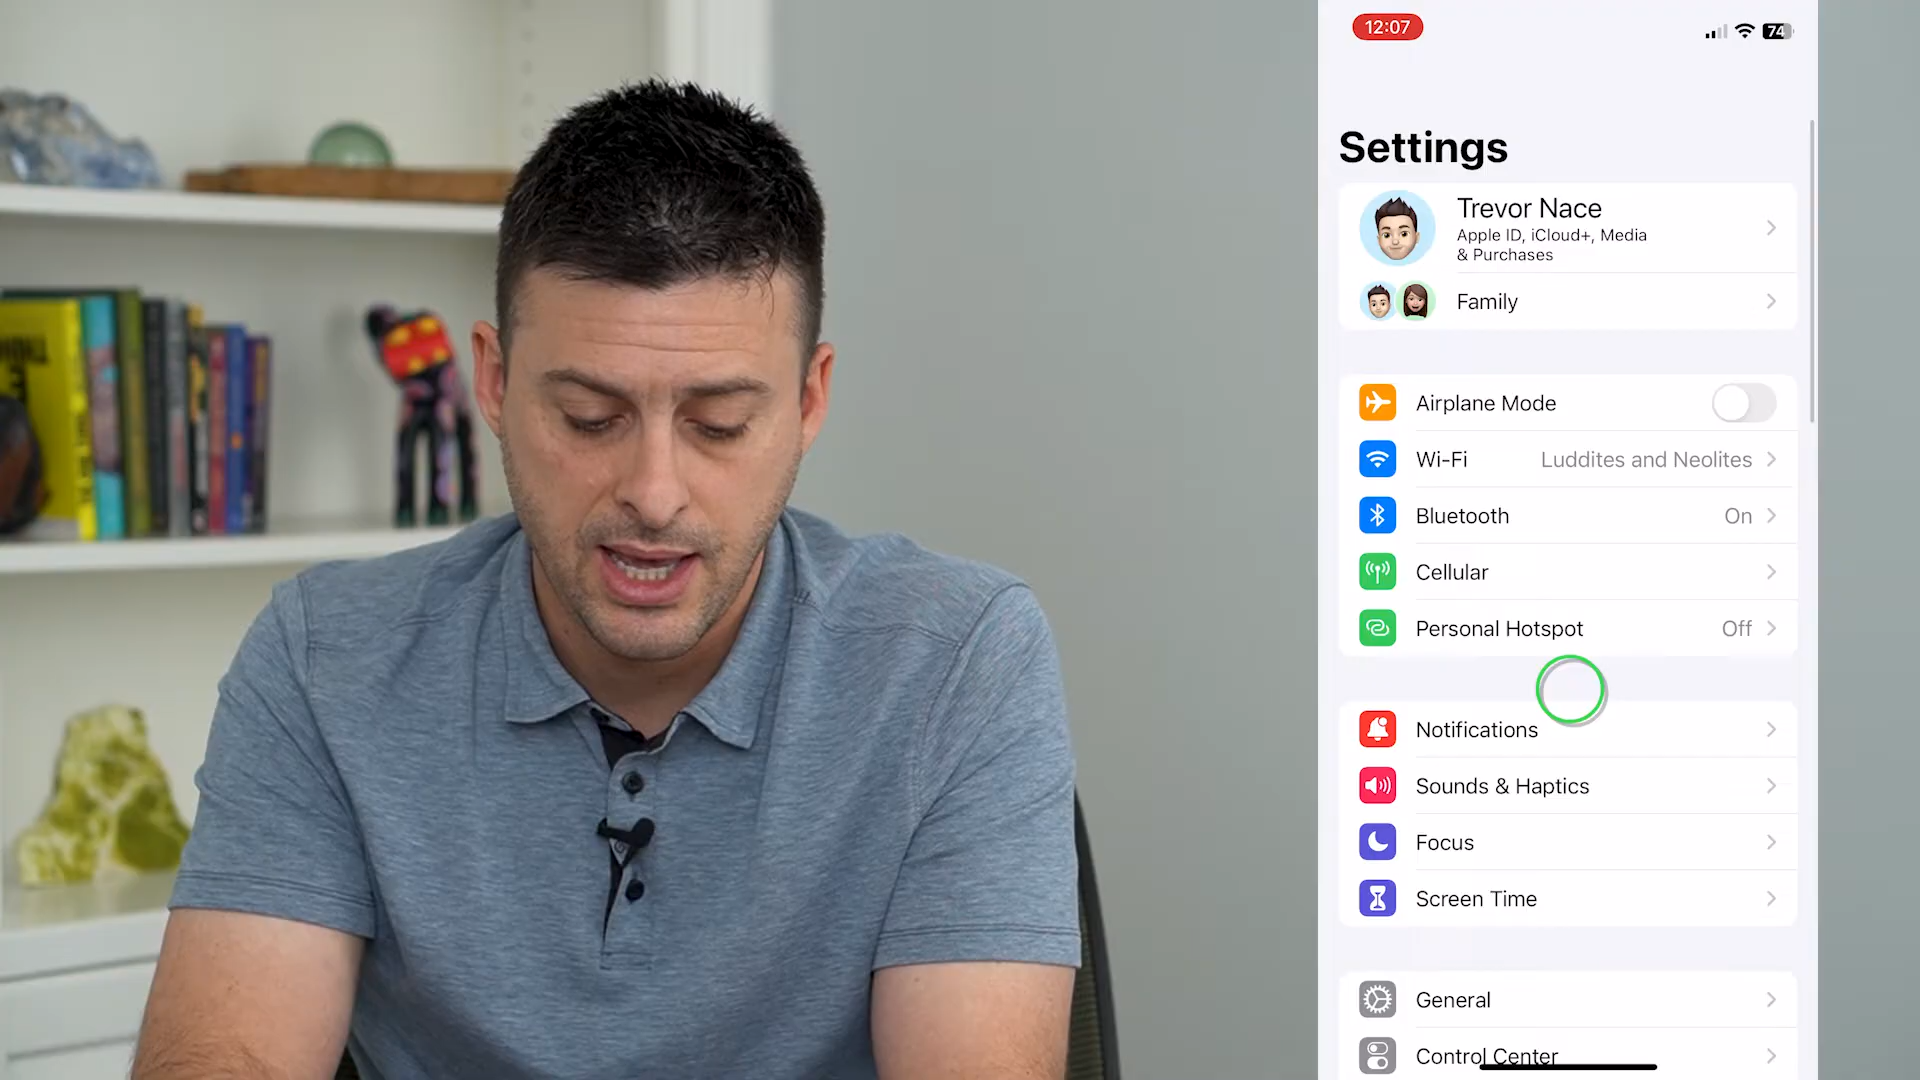 12:07
74
Settings
Trevor Nace
Apple ID, iCloud+, Media
& Purchases
Family
Airplane Mode
Wi-Fi Luddites and Neolites
Bluetooth On
Cellular
Personal Hotspot Off
Notifications
Sounds & Haptics
Focus
Screen Time
General
Control Center